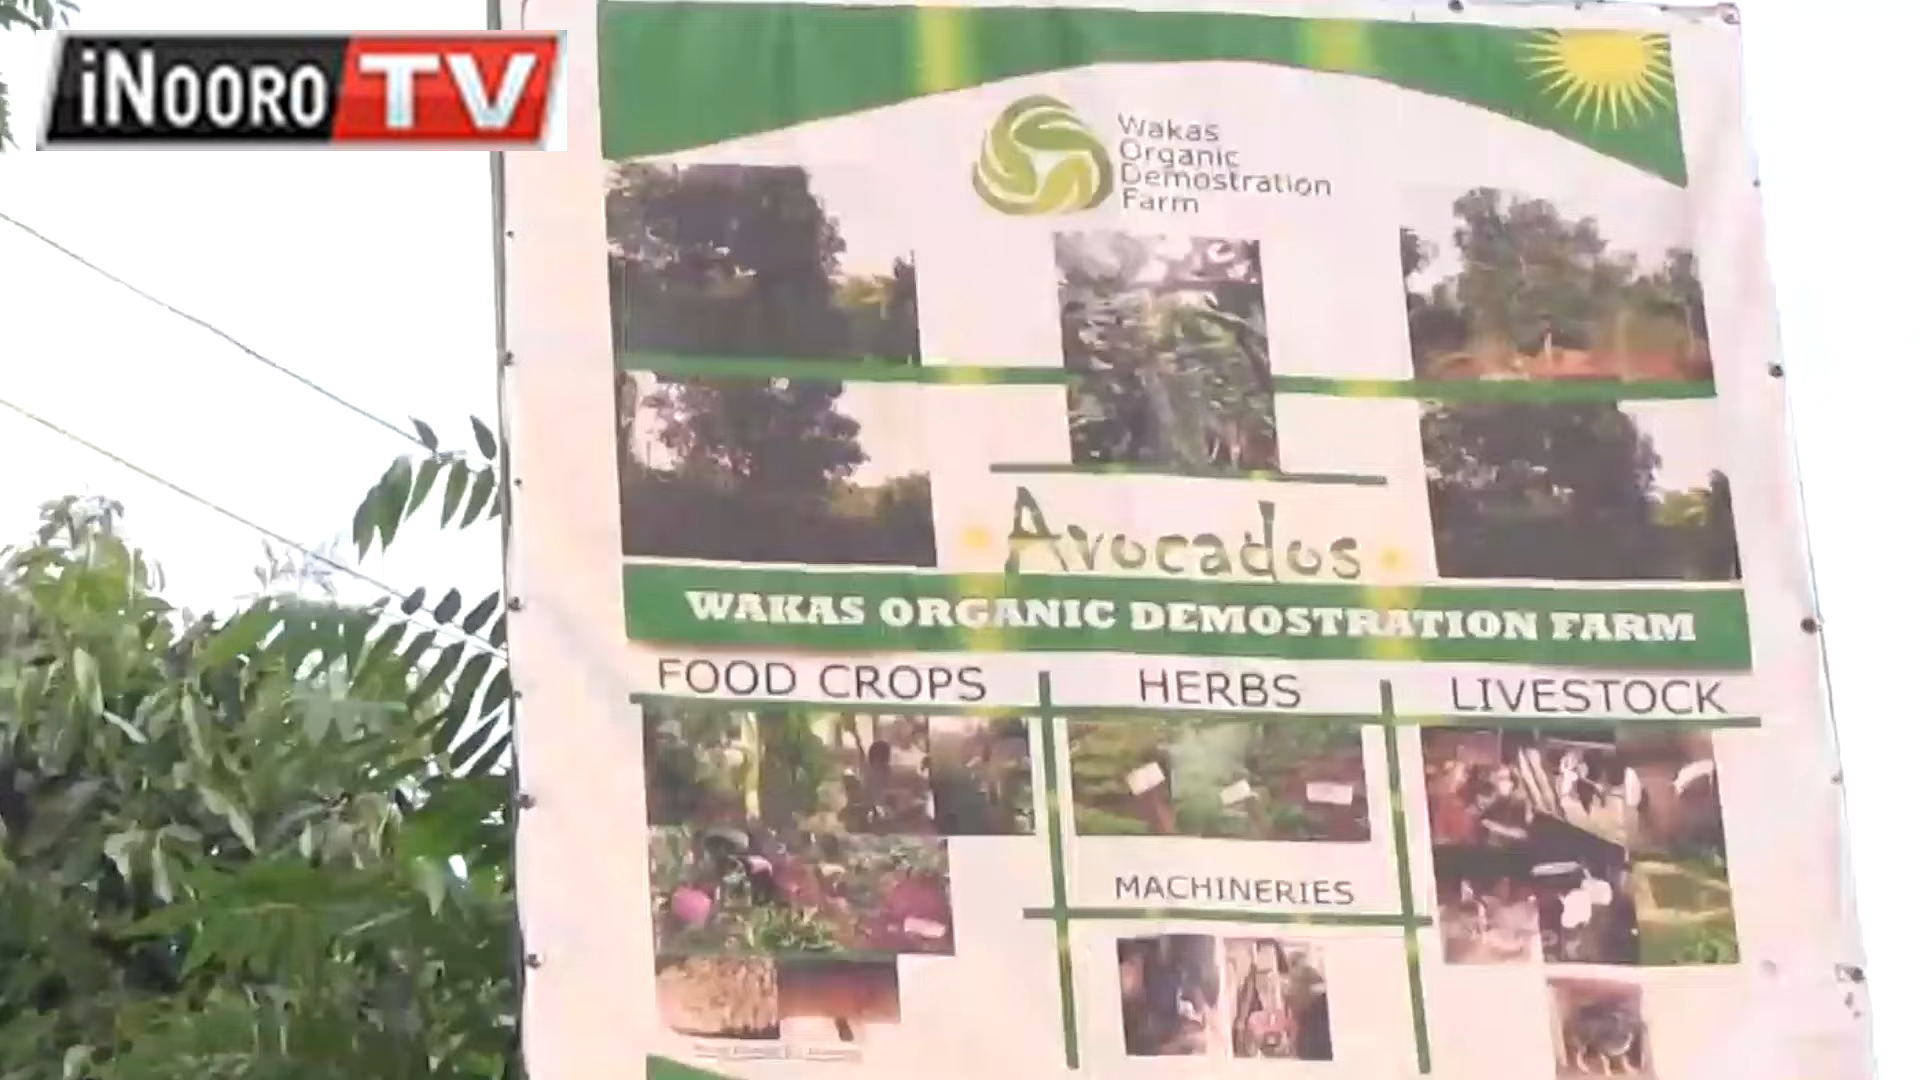 iNOORO TV
Wakas
Organic
Demostration
Farm
Avocados
WAKAS ORGANIC DEMOSTRATION FARM
FOOD CROPS
HERBS
LIVESTOCK
MACHINERIES